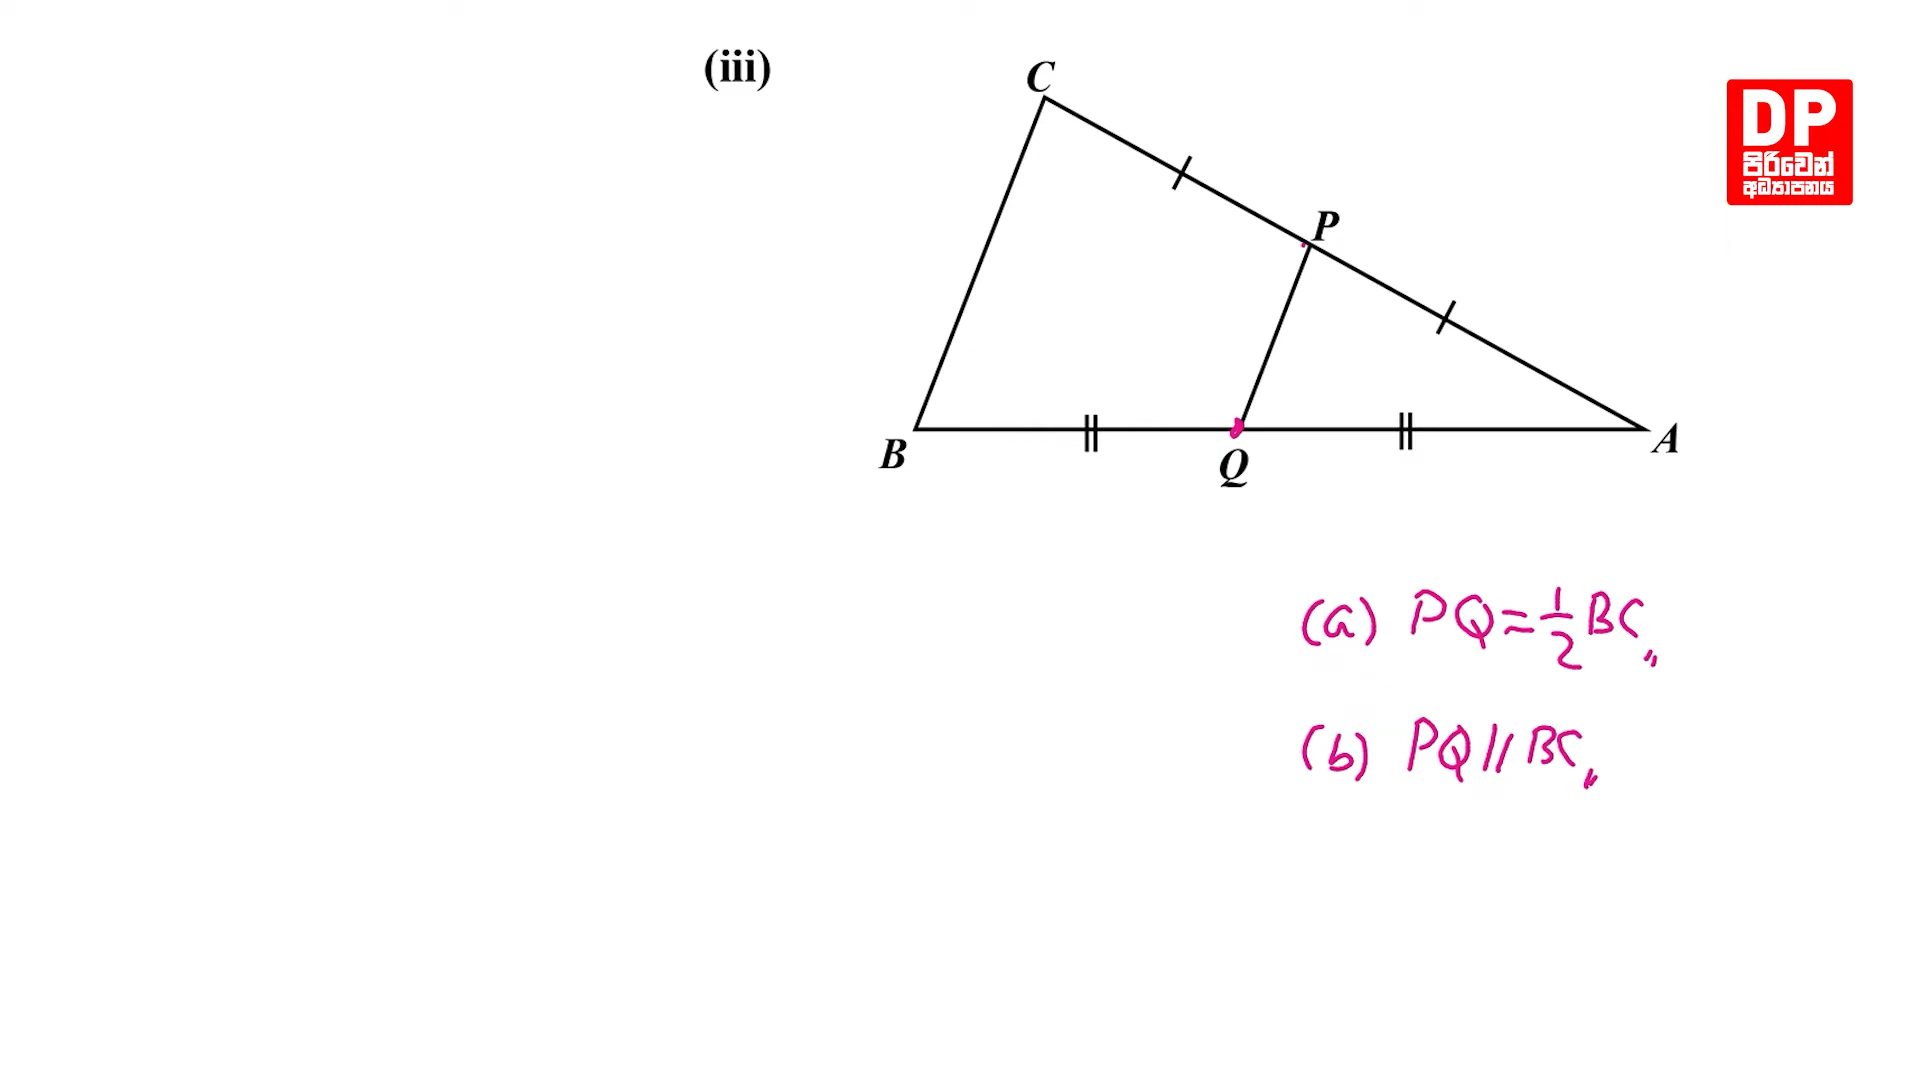 (iii)
C
DP
පිරිවෙන්
අධ්‍යාපනය
P
B
Q
A
(a) PQ = 1/2 BC
(b) PQ // BC